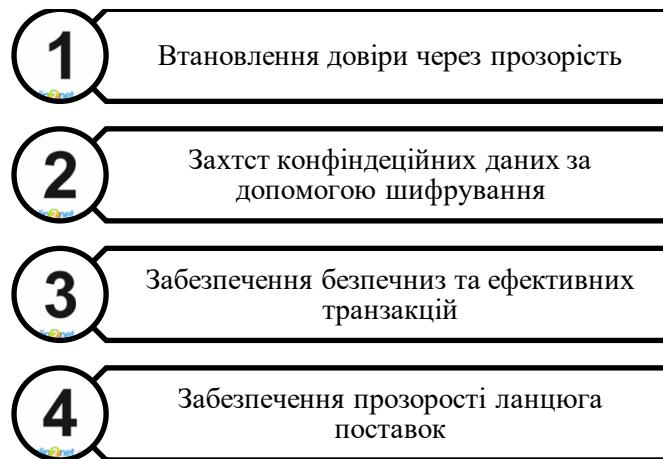 1
Втановлення довіри через прозорість
2
Захтст конфіндеційних даних за
допомогою шифрування
3
Забезпечення безпечниз та ефективних
транзакцій
4
Забезпечення прозорості ланцюга
поставок